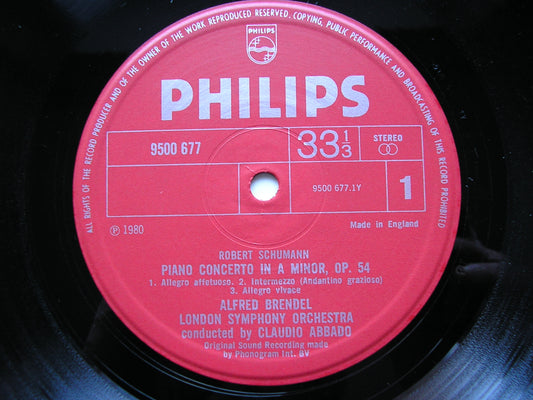 ALL RIGHTS OF THE RECORD PRODUCER AND OF THE OWNER OF THE WORK REPRODUCED RESERVED. COPYING, PUBLIC PERFORMANCE AND BROADCASTING OF THIS RECORD PROHIBITED
PHILIPS
PHILIPS
9500 677
33 1/3
STEREO
9500 677.1Y
1
℗ 1980
Made in England
ROBERT SCHUMANN
PIANO CONCERTO IN A MINOR, OP. 54
1. Allegro affetuoso. 2. Intermezzo (Andantino grazioso)
3. Allegro vivace
ALFRED BRENDEL
LONDON SYMPHONY ORCHESTRA
conducted by CLAUDIO ABBADO
Original Sound Recording made
by Phonogram Int. BV